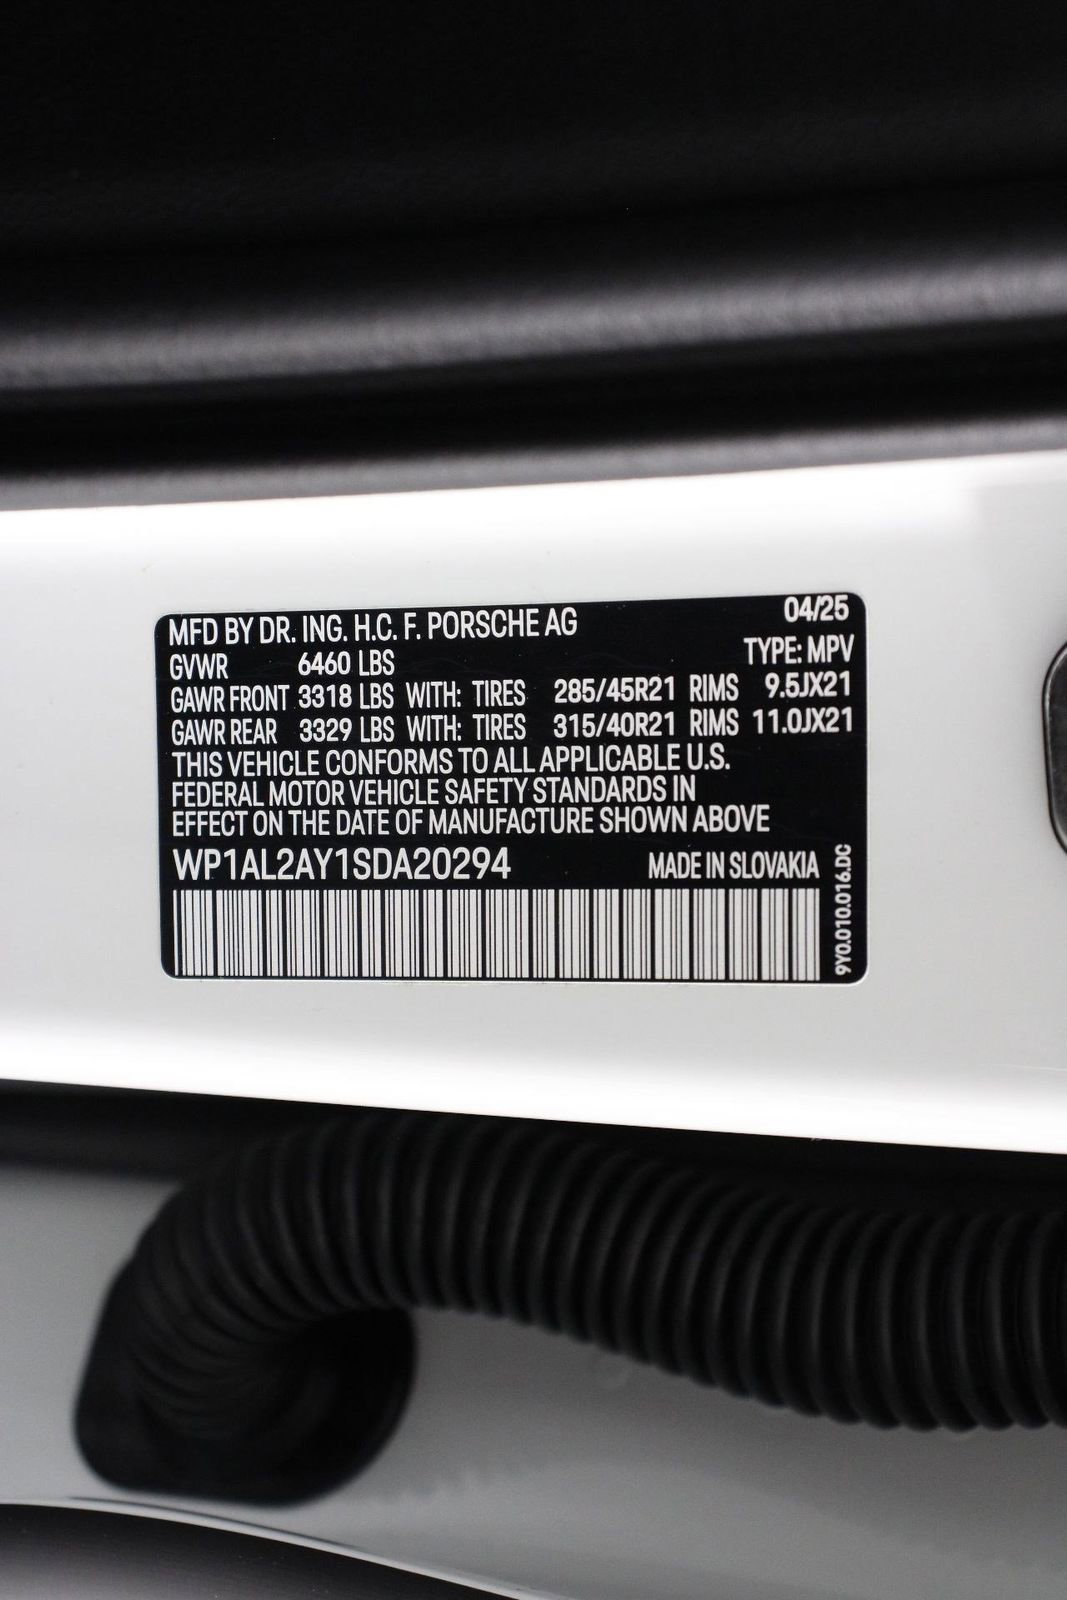 MFD BY DR. ING. H.C. F. PORSCHE AG 04/25
GVWR 6460 LBS TYPE: MPV
GAWR FRONT 3318 LBS WITH: TIRES 285/45R21 RIMS 9.5JX21
GAWR REAR 3329 LBS WITH: TIRES 315/40R21 RIMS 11.0JX21
THIS VEHICLE CONFORMS TO ALL APPLICABLE U.S.
FEDERAL MOTOR VEHICLE SAFETY STANDARDS IN
EFFECT ON THE DATE OF MANUFACTURE SHOWN ABOVE
WP1AL2AY1SDA20294 MADE IN SLOVAKIA
9Y0.010.016.DC